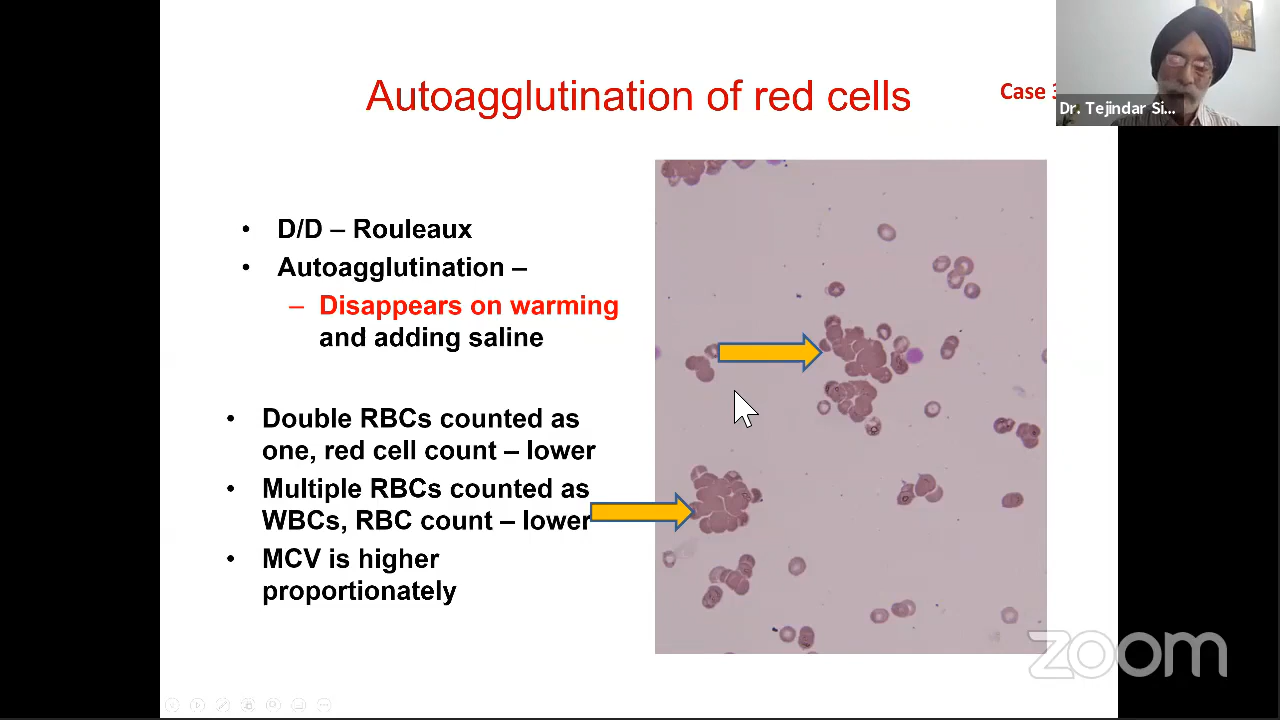 Autoagglutination of red cells
Case 3
Dr. Tejindar Si...
• D/D – Rouleaux
• Autoagglutination –
– Disappears on warming
and adding saline
• Double RBCs counted as
one, red cell count – lower
• Multiple RBCs counted as
WBCs, RBC count – lower
• MCV is higher
proportionately
zoom